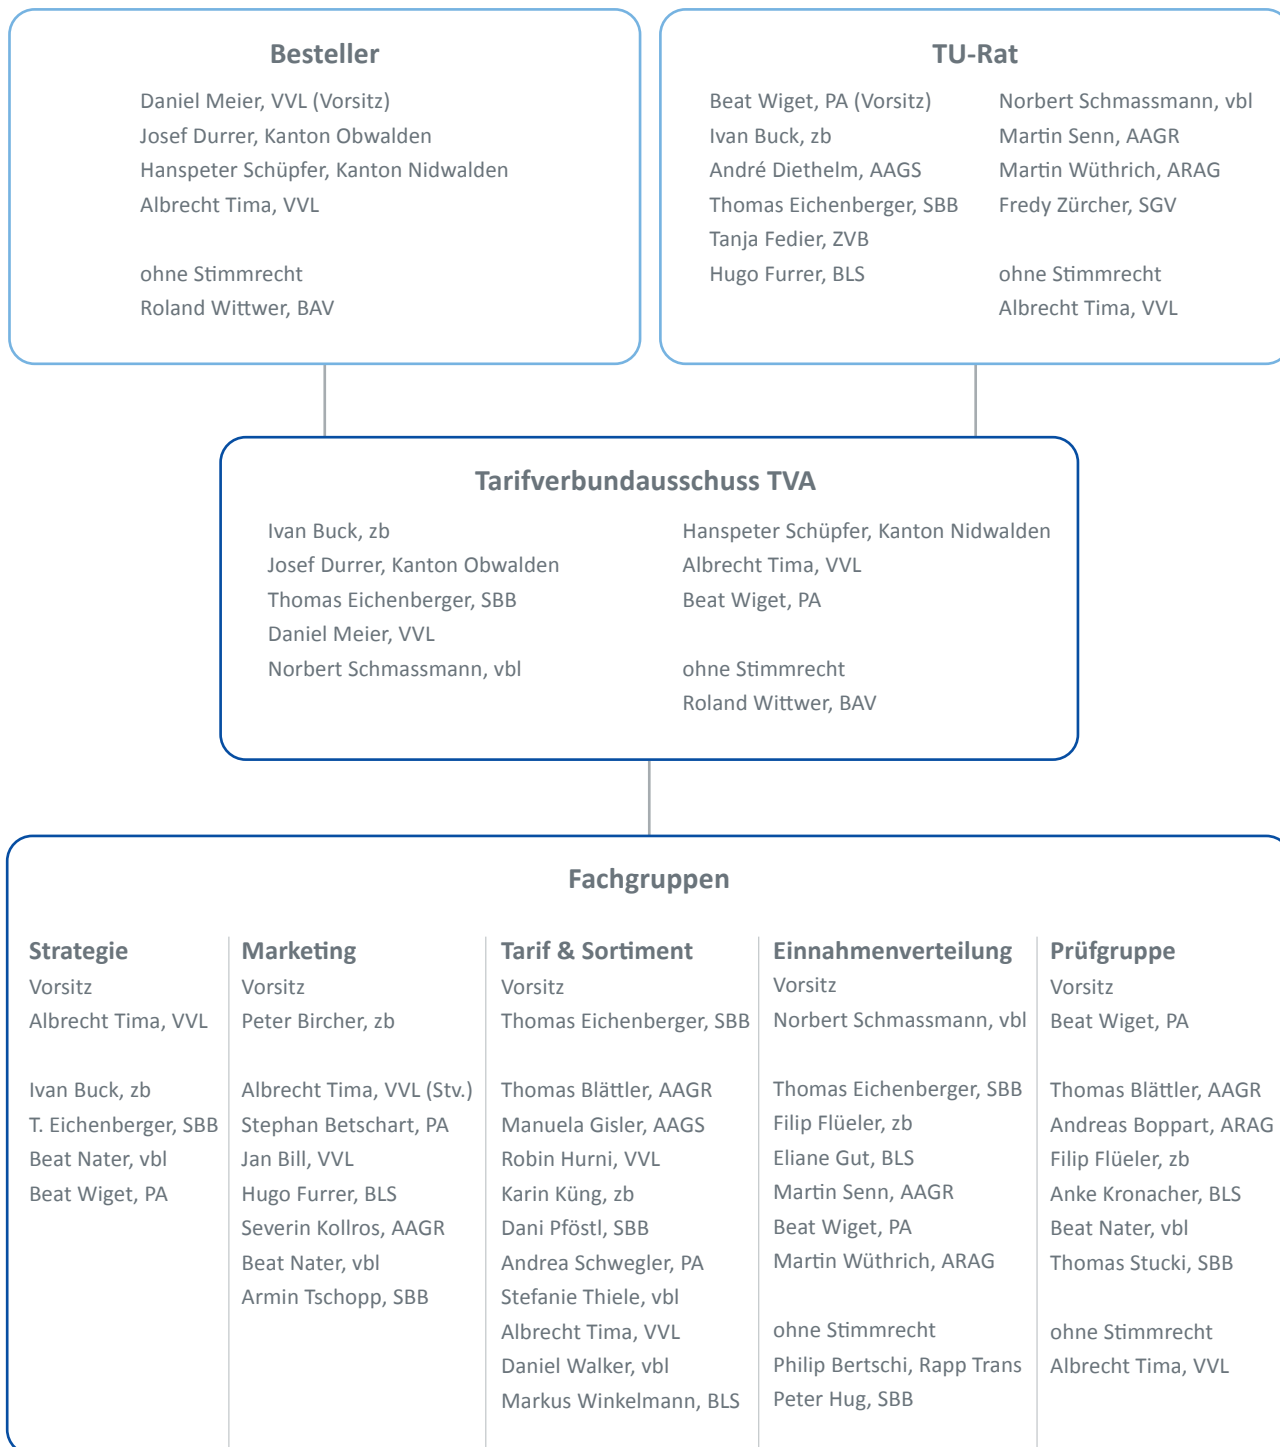 Besteller
Daniel Meier, VVL (Vorsitz)
Josef Durrer, Kanton Obwalden
Hanspeter Schüpfer, Kanton Nidwalden
Albrecht Tima, VVL
ohne Stimmrecht
Roland Wittwer, BAV
TU-Rat
Beat Wiget, PA (Vorsitz)
Ivan Buck, zb
André Diethelm, AAGS
Thomas Eichenberger, SBB
Tanja Fedier, ZVB
Hugo Furrer, BLS
Norbert Schmassmann, vbl
Martin Senn, AAGR
Martin Wüthrich, ARAG
Fredy Zürcher, SGV
ohne Stimmrecht
Albrecht Tima, VVL
Tarifverbundausschuss TVA
Ivan Buck, zb
Josef Durrer, Kanton Obwalden
Thomas Eichenberger, SBB
Daniel Meier, VVL
Norbert Schmassmann, vbl
Hanspeter Schüpfer, Kanton Nidwalden
Albrecht Tima, VVL
Beat Wiget, PA
ohne Stimmrecht
Roland Wittwer, BAV
Fachgruppen
Strategie
Vorsitz
Albrecht Tima, VVL
Ivan Buck, zb
T. Eichenberger, SBB
Beat Nater, vbl
Beat Wiget, PA
Marketing
Vorsitz
Peter Bircher, zb
Albrecht Tima, VVL (Stv.)
Stephan Betschart, PA
Jan Bill, VVL
Hugo Furrer, BLS
Severin Kollros, AAGR
Beat Nater, vbl
Armin Tschopp, SBB
Tarif & Sortiment
Vorsitz
Thomas Eichenberger, SBB
Thomas Blättler, AAGR
Manuela Gisler, AAGS
Robin Hurni, VVL
Karin Küng, zb
Dani Pföstl, SBB
Andrea Schwegler, PA
Stefanie Thiele, vbl
Albrecht Tima, VVL
Daniel Walker, vbl
Markus Winkelmann, BLS
Einnahmenverteilung
Vorsitz
Norbert Schmassmann, vbl
Thomas Eichenberger, SBB
Filip Flüeler, zb
Eliane Gut, BLS
Martin Senn, AAGR
Beat Wiget, PA
Martin Wüthrich, ARAG
ohne Stimmrecht
Philip Bertschi, Rapp Trans
Peter Hug, SBB
Prüfgruppe
Vorsitz
Beat Wiget, PA
Thomas Blättler, AAGR
Andreas Boppart, ARAG
Filip Flüeler, zb
Anke Kronacher, BLS
Beat Nater, vbl
Thomas Stucki, SBB
ohne Stimmrecht
Albrecht Tima, VVL